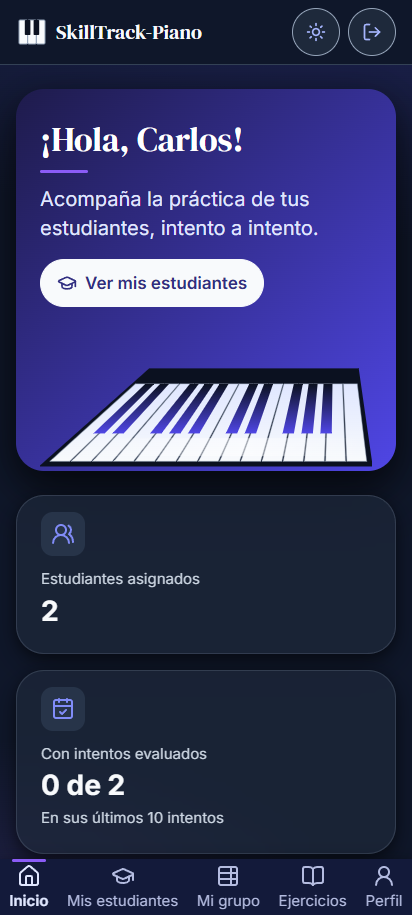 SkillTrack-Piano
¡Hola, Carlos!
Acompaña la práctica de tus
estudiantes, intento a intento.
Ver mis estudiantes
Estudiantes asignados
2
Con intentos evaluados
0 de 2
En sus últimos 10 intentos
Inicio
Mis estudiantes
Mi grupo
Ejercicios
Perfil